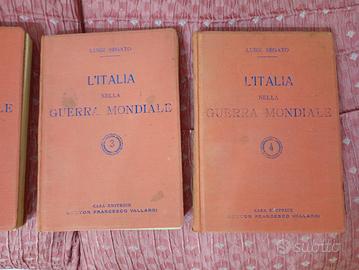 LE
LUIGI SEGATO
L'ITALIA
NELLA
GUERRA MONDIALE
3
CASA EDITRICE
DOTTOR FRANCESCO VALLARDI
LUIGI SEGATO
L'ITALIA
NELLA
GUERRA MONDIALE
4
CASA EDITRICE
DOTTOR FRANCESCO VALLARDI
subito